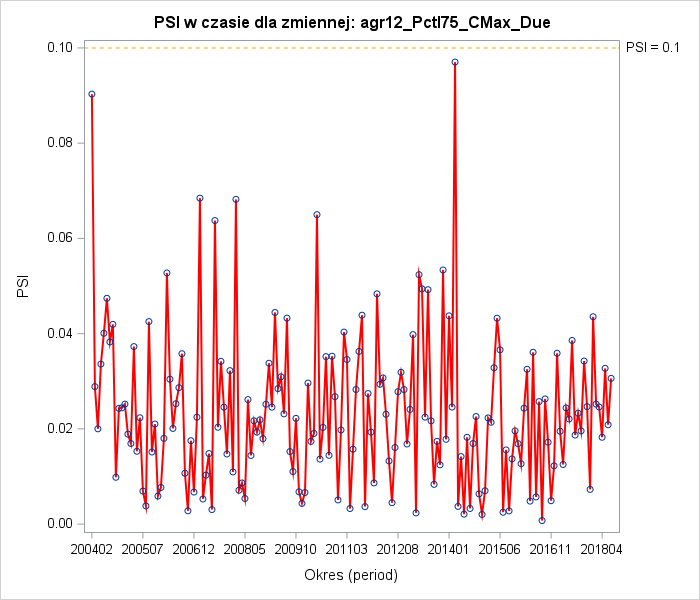 PSI w czasie dla zmiennej: agr12_Pctl75_CMax_Due
0.10
PSI = 0.1
0.08
0.06
0.04
0.02
0.00
PSI
200402 200507 200612 200805 200910 201103 201208 201401 201506 201611 201804
Okres (period)